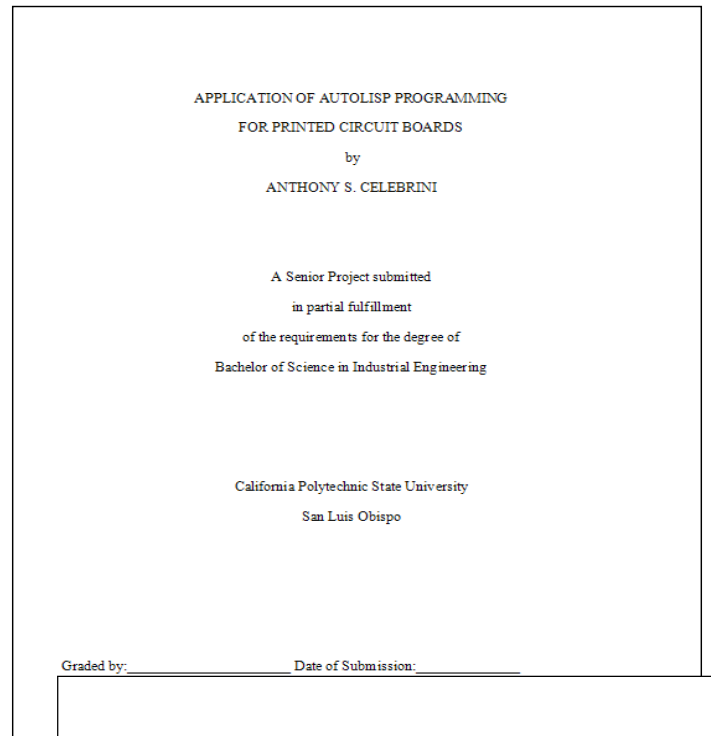 APPLICATION OF AUTOLISP PROGRAMMING
FOR PRINTED CIRCUIT BOARDS
by
ANTHONY S. CELEBRINI
A Senior Project submitted
in partial fulfillment
of the requirements for the degree of
Bachelor of Science in Industrial Engineering
California Polytechnic State University
San Luis Obispo
Graded by:______________________ Date of Submission:______________